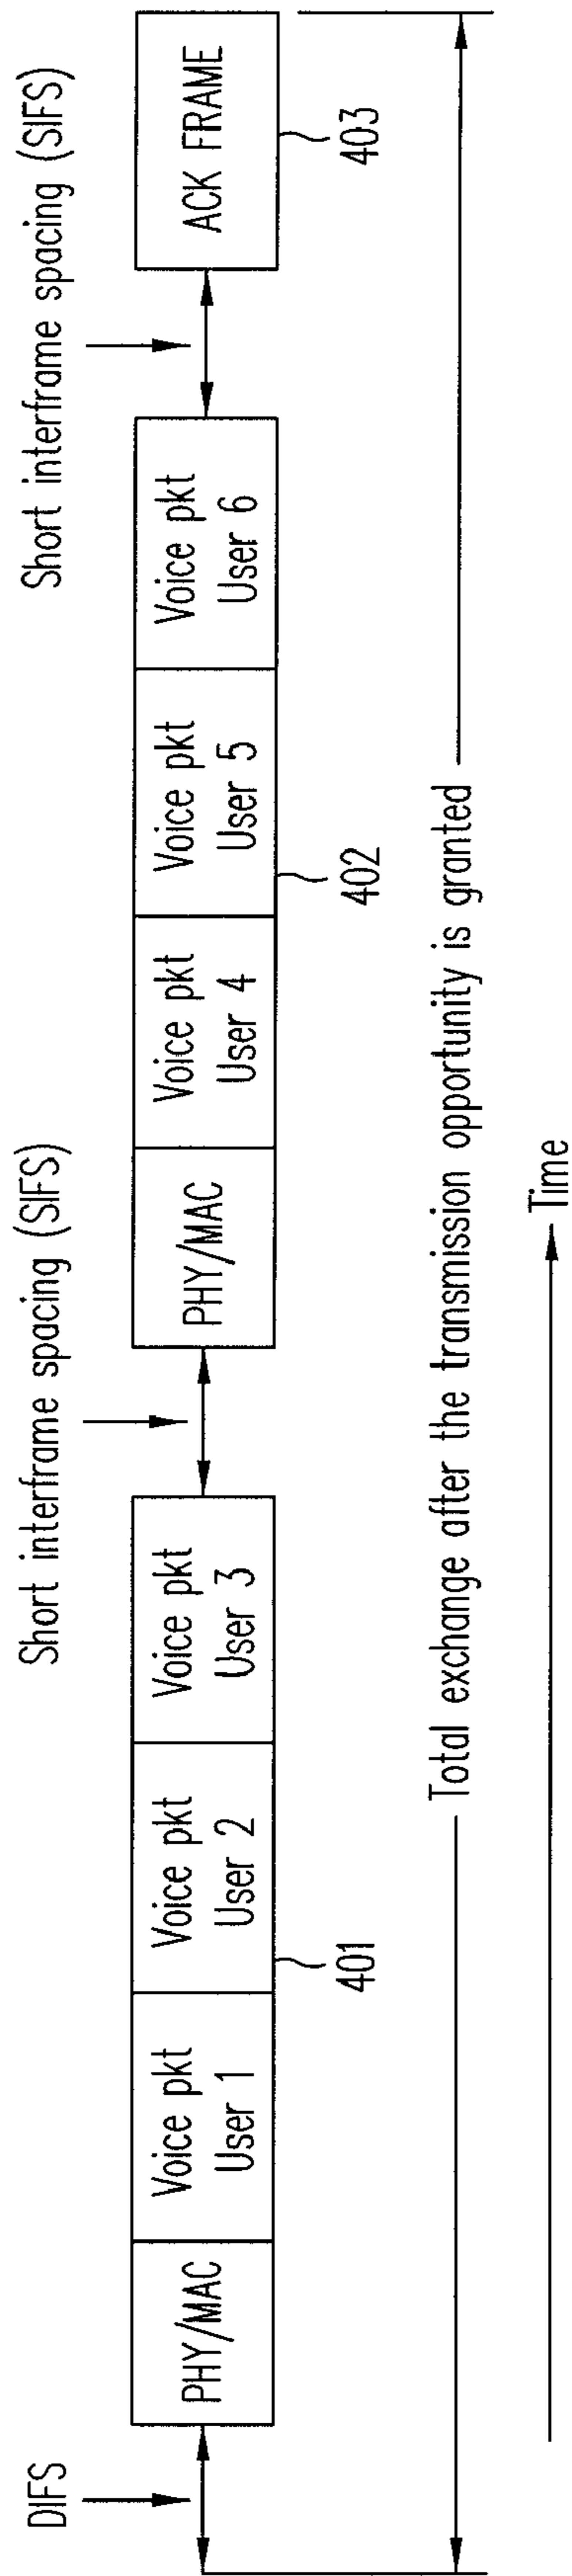 DIFS
Short interframe spacing (SIFS)
Short interframe spacing (SIFS)
PHY/MAC
Voice pkt
User 1
Voice pkt
User 2
Voice pkt
User 3
PHY/MAC
Voice pkt
User 4
Voice pkt
User 5
Voice pkt
User 6
ACK FRAME
401
402
403
Total exchange after the transmission opportunity is granted
Time